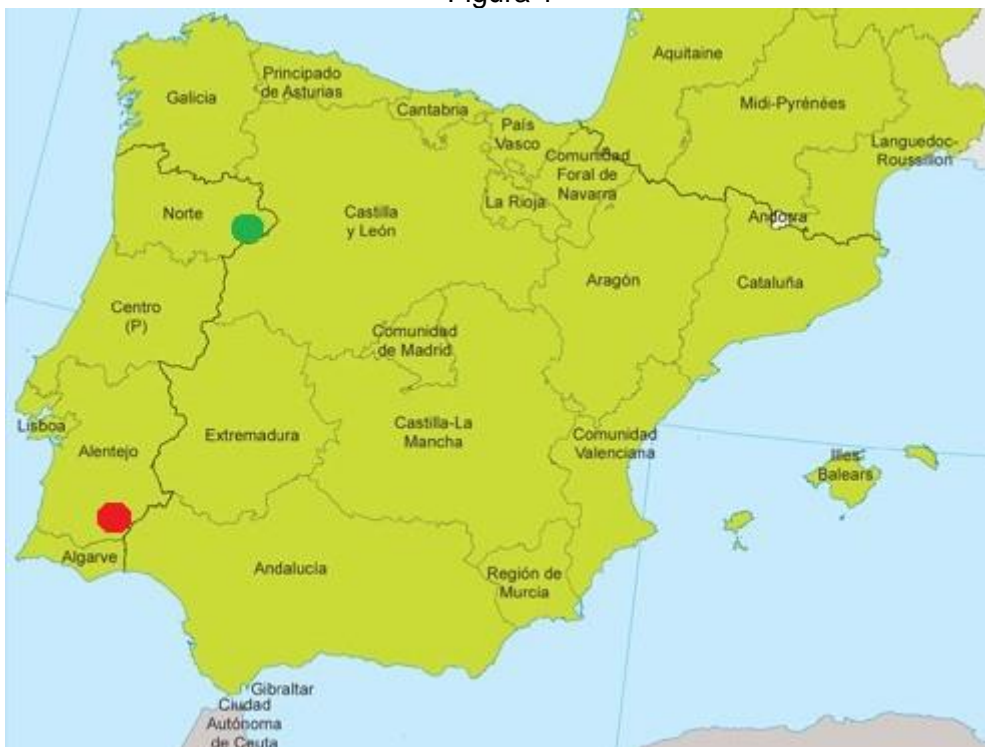 Figura 1
Aquitaine
Principado
de Asturias
Galicia
Cantabria
Midi-Pyrénées
País
Vasco
Languedoc-
Roussillon
Comunidad
Foral de
Navarra
La Rioja
Norte
Castilla
y León
Andorra
Aragón
Cataluña
Centro
(P)
Comunidad
de Madrid
Lisboa
Alentejo
Extremadura
Castilla-La
Mancha
Comunidad
Valenciana
Illes
Balears
Algarve
Andalucía
Región de
Murcia
Gibraltar
Ciudad
Autónoma
de Ceuta